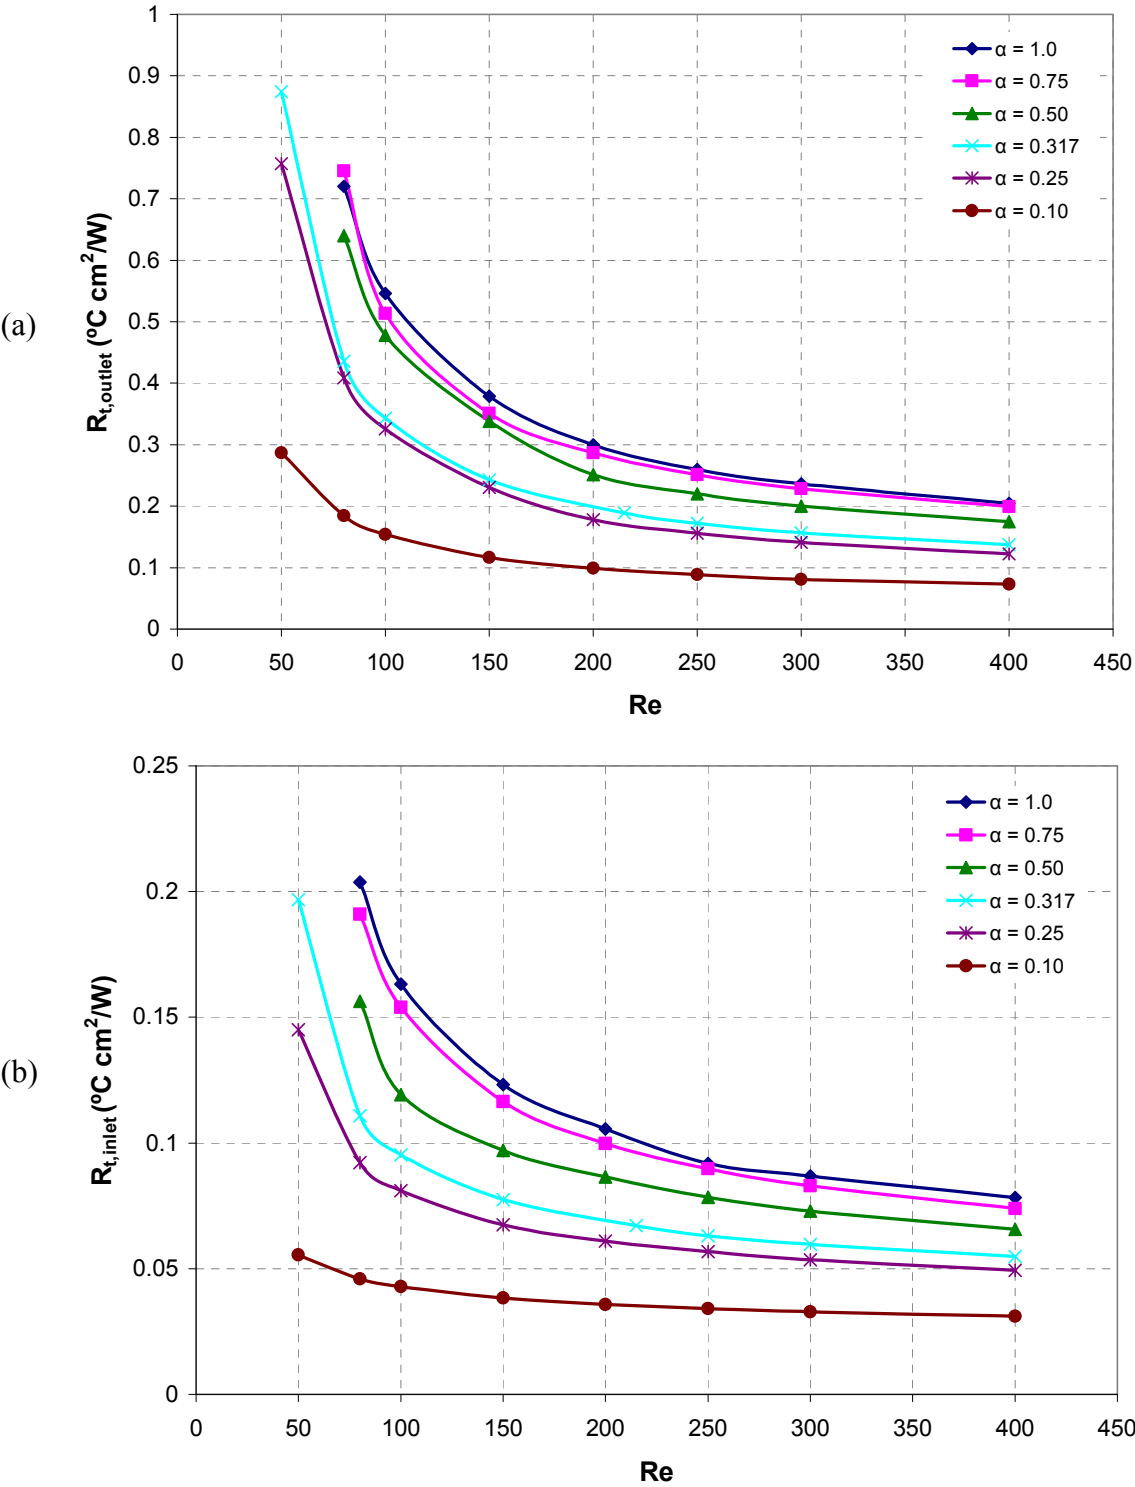 (a)
R_t,outlet (ºC cm²/W)
1
0.9
0.8
0.7
0.6
0.5
0.4
0.3
0.2
0.1
0
0 50 100 150 200 250 300 350 400 450
Re
α = 1.0
α = 0.75
α = 0.50
α = 0.317
α = 0.25
α = 0.10
(b)
R_t,inlet (ºC cm²/W)
0.25
0.2
0.15
0.1
0.05
0
0 50 100 150 200 250 300 350 400 450
Re
α = 1.0
α = 0.75
α = 0.50
α = 0.317
α = 0.25
α = 0.10